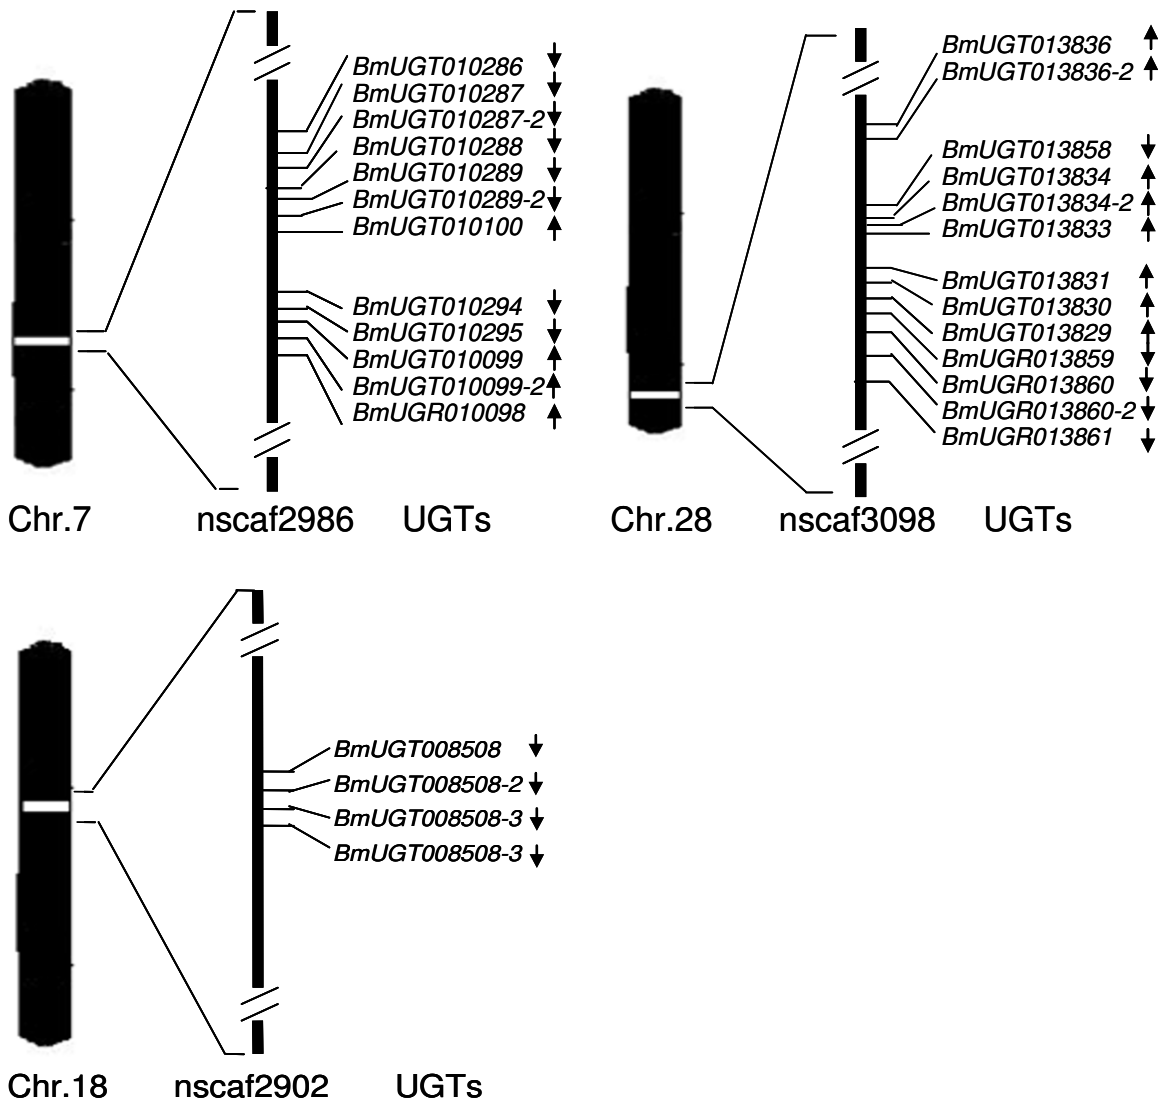 BmUGT010286
BmUGT010287
BmUGT010287-2
BmUGT010288
BmUGT010289
BmUGT010289-2
BmUGT010100
BmUGT010294
BmUGT010295
BmUGT010099
BmUGT010099-2
BmUGR010098
Chr.7 nscaf2986 UGTs
BmUGT013836
BmUGT013836-2
BmUGT013858
BmUGT013834
BmUGT013834-2
BmUGT013833
BmUGT013831
BmUGT013830
BmUGT013829
BmUGR013859
BmUGR013860
BmUGR013860-2
BmUGR013861
Chr.28 nscaf3098 UGTs
BmUGT008508
BmUGT008508-2
BmUGT008508-3
BmUGT008508-3
Chr.18 nscaf2902 UGTs